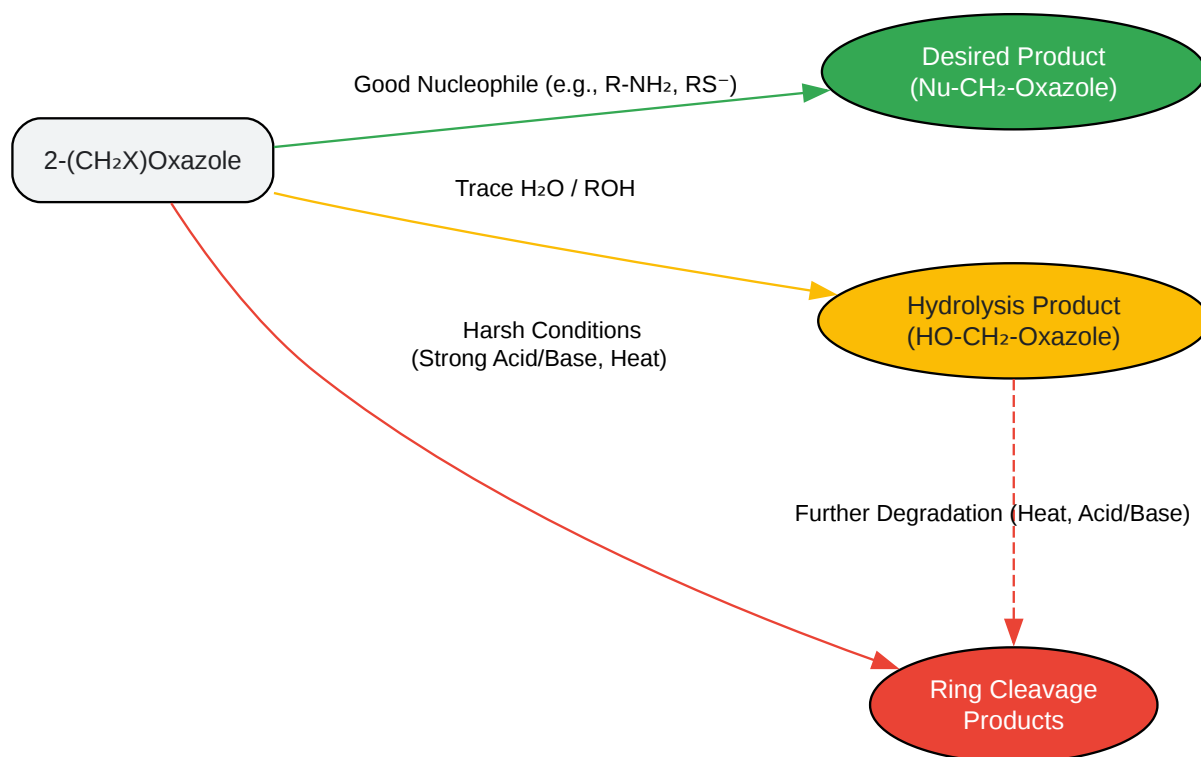 Desired Product
(Nu-CH₂-Oxazole)
Good Nucleophile (e.g., R-NH₂, RS⁻)
2-(CH₂X)Oxazole
Trace H₂O / ROH
Hydrolysis Product
(HO-CH₂-Oxazole)
Harsh Conditions
(Strong Acid/Base, Heat)
Further Degradation (Heat, Acid/Base)
Ring Cleavage
Products